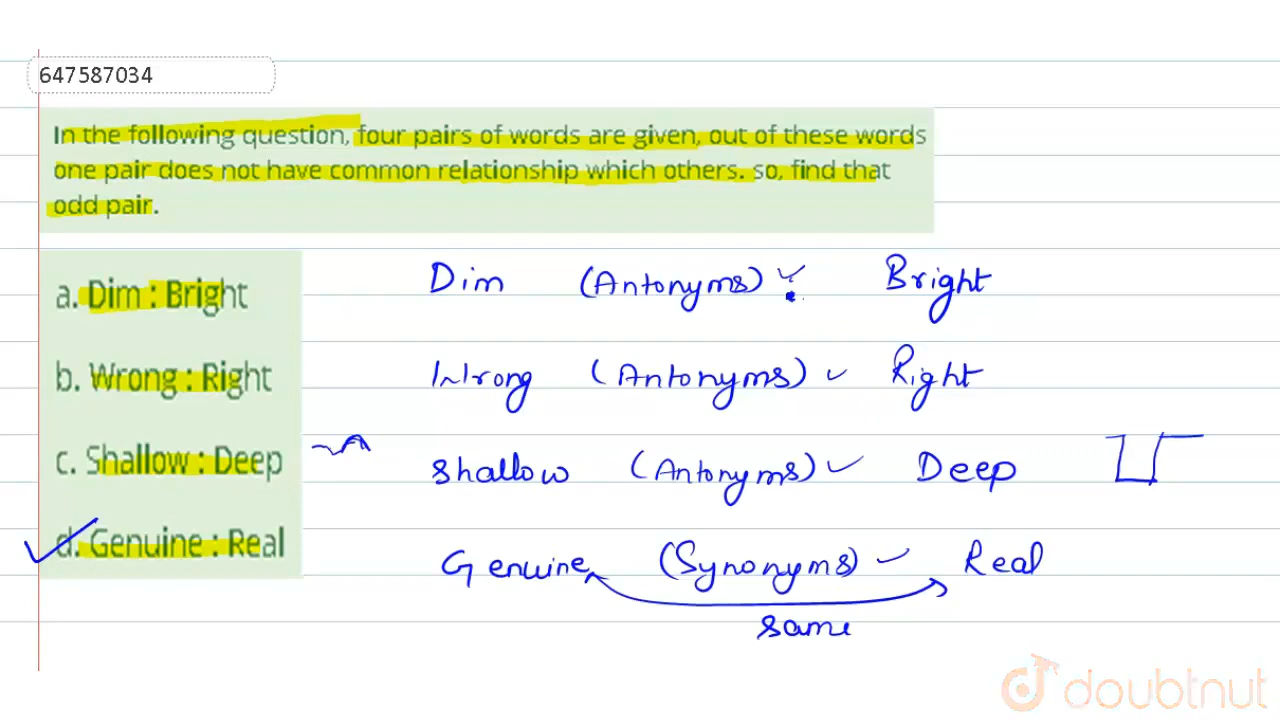 647587034
In the following question, four pairs of words are given, out of these words
one pair does not have common relationship which others. so, find that
odd pair.
a. Dim : Bright
b. Wrong : Right
c. Shallow : Deep
d. Genuine : Real
Dim (Antonyms) Bright
Wrong (Antonyms) Right
Shallow (Antonyms) Deep
Genuine (Synonyms) Real
same
doubtnut